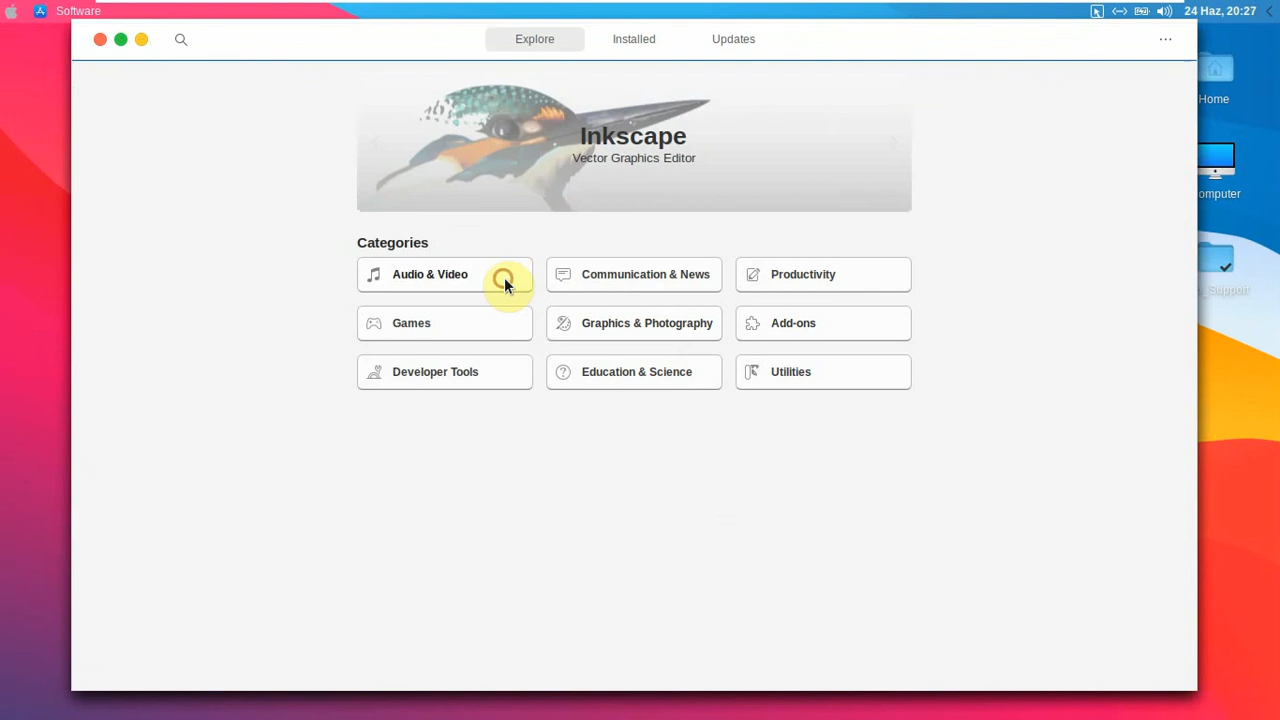 Software
24 Haz, 20:27
Explore
Installed
Updates
Home
Inkscape
Vector Graphics Editor
omputer
Categories
Audio & Video
Communication & News
Productivity
_Support
Games
Graphics & Photography
Add-ons
Developer Tools
Education & Science
Utilities